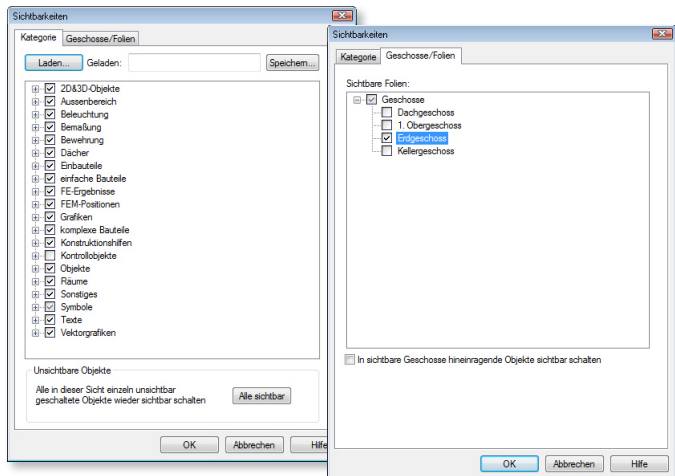 Sichtbarkeiten
Kategorie Geschosse/Folien
Laden... Geladen: Speichern...
2D&3D-Objekte
Aussenbereich
Beleuchtung
Bemaßung
Bewehrung
Dächer
Einbauteile
einfache Bauteile
FE-Ergebnisse
FEM-Positionen
Grafiken
komplexe Bauteile
Konstruktionshilfen
Kontrollobjekte
Objekte
Räume
Sonstiges
Symbole
Texte
Vektorgrafiken
Unsichtbare Objekte
Alle in dieser Sicht einzeln unsichtbar
geschaltete Objekte wieder sichtbar schalten
Alle sichtbar
OK Abbrechen Hilfe
Sichtbarkeiten
Kategorie Geschosse/Folien
Sichtbare Folien:
Geschosse
Dachgeschoss
1. Obergeschoss
Erdgeschoss
Kellergeschoss
In sichtbare Geschosse hineinragende Objekte sichtbar schalten
OK Abbrechen Hilfe